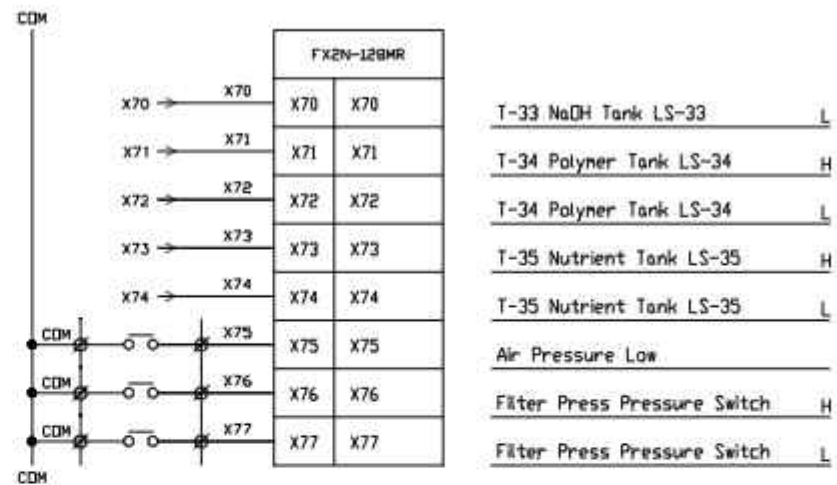 COM
FX2N-128MR
X70 X70 X70 X70 T-33 NaOH Tank LS-33 L
X71 X71 X71 X71 T-34 Polymer Tank LS-34 H
X72 X72 X72 X72 T-34 Polymer Tank LS-34 L
X73 X73 X73 X73 T-35 Nutrient Tank LS-35 H
X74 X74 X74 X74 T-35 Nutrient Tank LS-35 L
COM X75 X75 X75 Air Pressure Low
COM X76 X76 X76 Filter Press Pressure Switch H
COM X77 X77 X77 Filter Press Pressure Switch L
COM